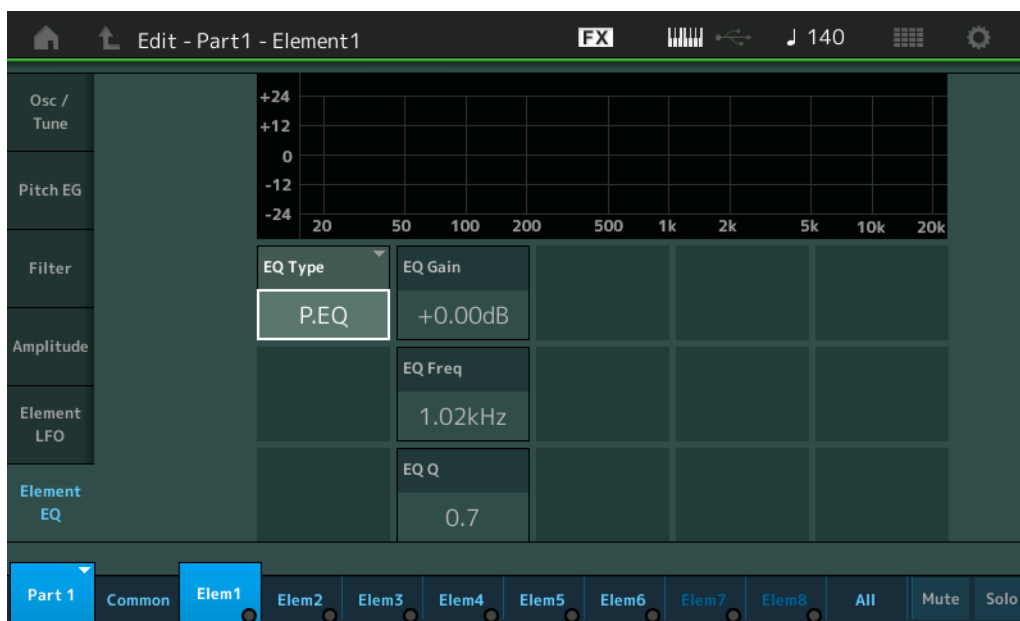 Edit - Part1 - Element1 FX ♩ 140
Osc /
Tune
Pitch EG
Filter
Amplitude
Element
LFO
Element
EQ
+24
+12
0
-12
-24
20 50 100 200 500 1k 2k 5k 10k 20k
EQ Type EQ Gain
P.EQ +0.00dB
EQ Freq
1.02kHz
EQ Q
0.7
Part 1 Common Elem1 Elem2 Elem3 Elem4 Elem5 Elem6 Elem7 Elem8 All Mute Solo